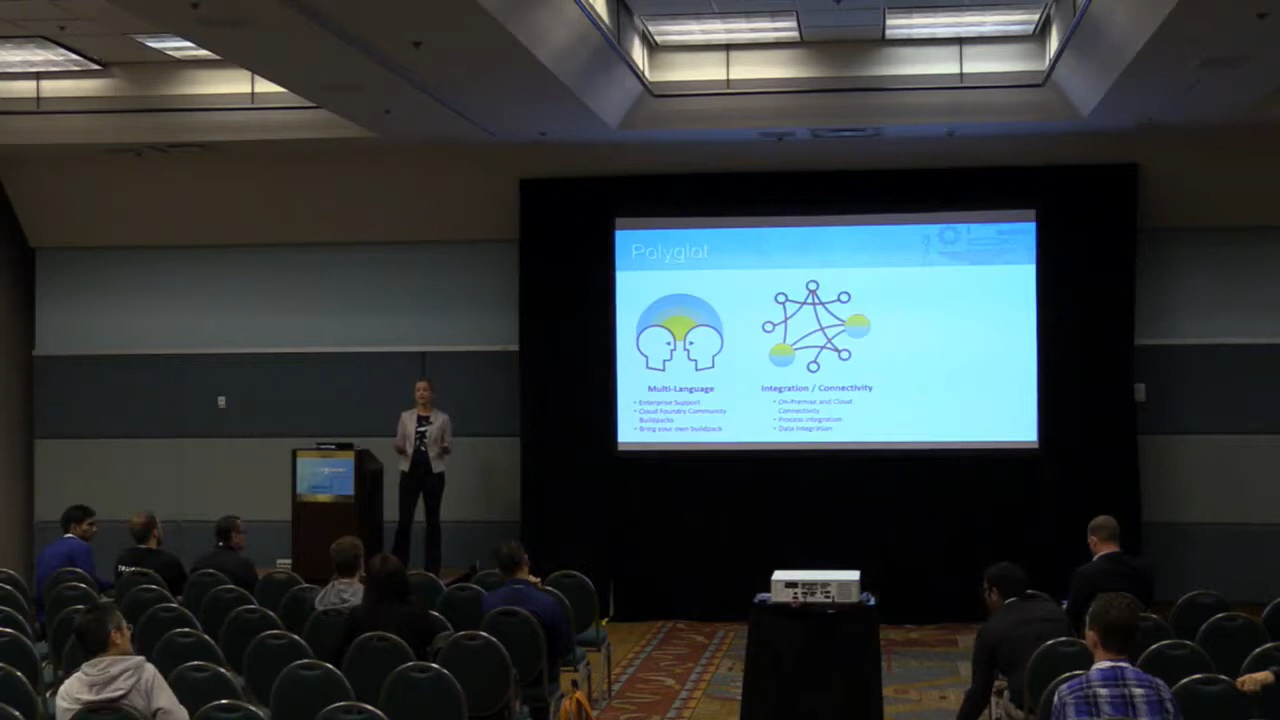 Polyglot
Multi-Language
• Enterprise Support
• Cloud Foundry Community
Buildpacks
• Bring your own buildpack
Integration / Connectivity
• On-Premise and Cloud
Connectivity
• Process Integration
• Data Integration